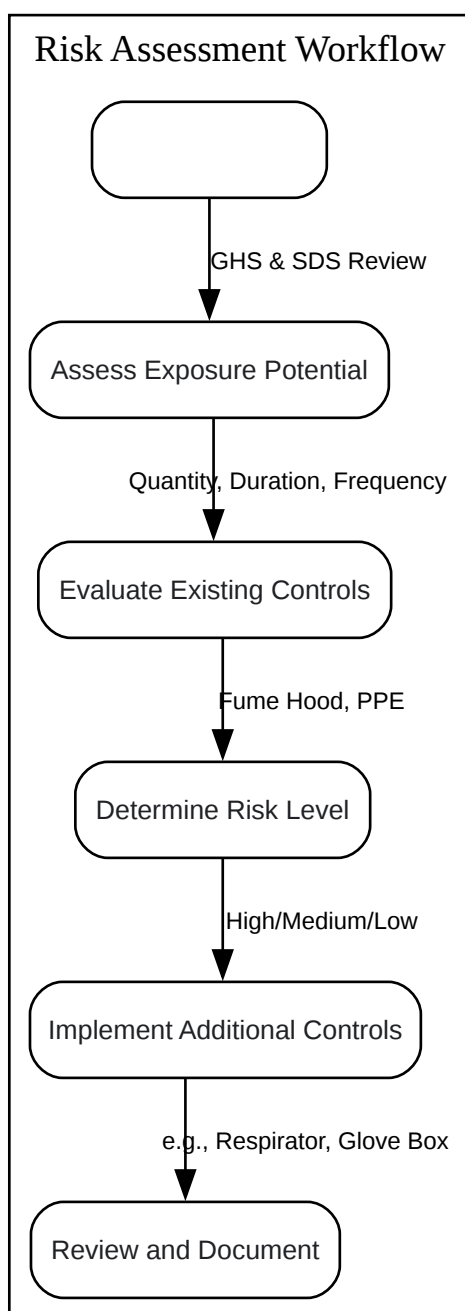 Risk Assessment Workflow
GHS & SDS Review
Assess Exposure Potential
Quantity, Duration, Frequency
Evaluate Existing Controls
Fume Hood, PPE
Determine Risk Level
High/Medium/Low
Implement Additional Controls
e.g., Respirator, Glove Box
Review and Document